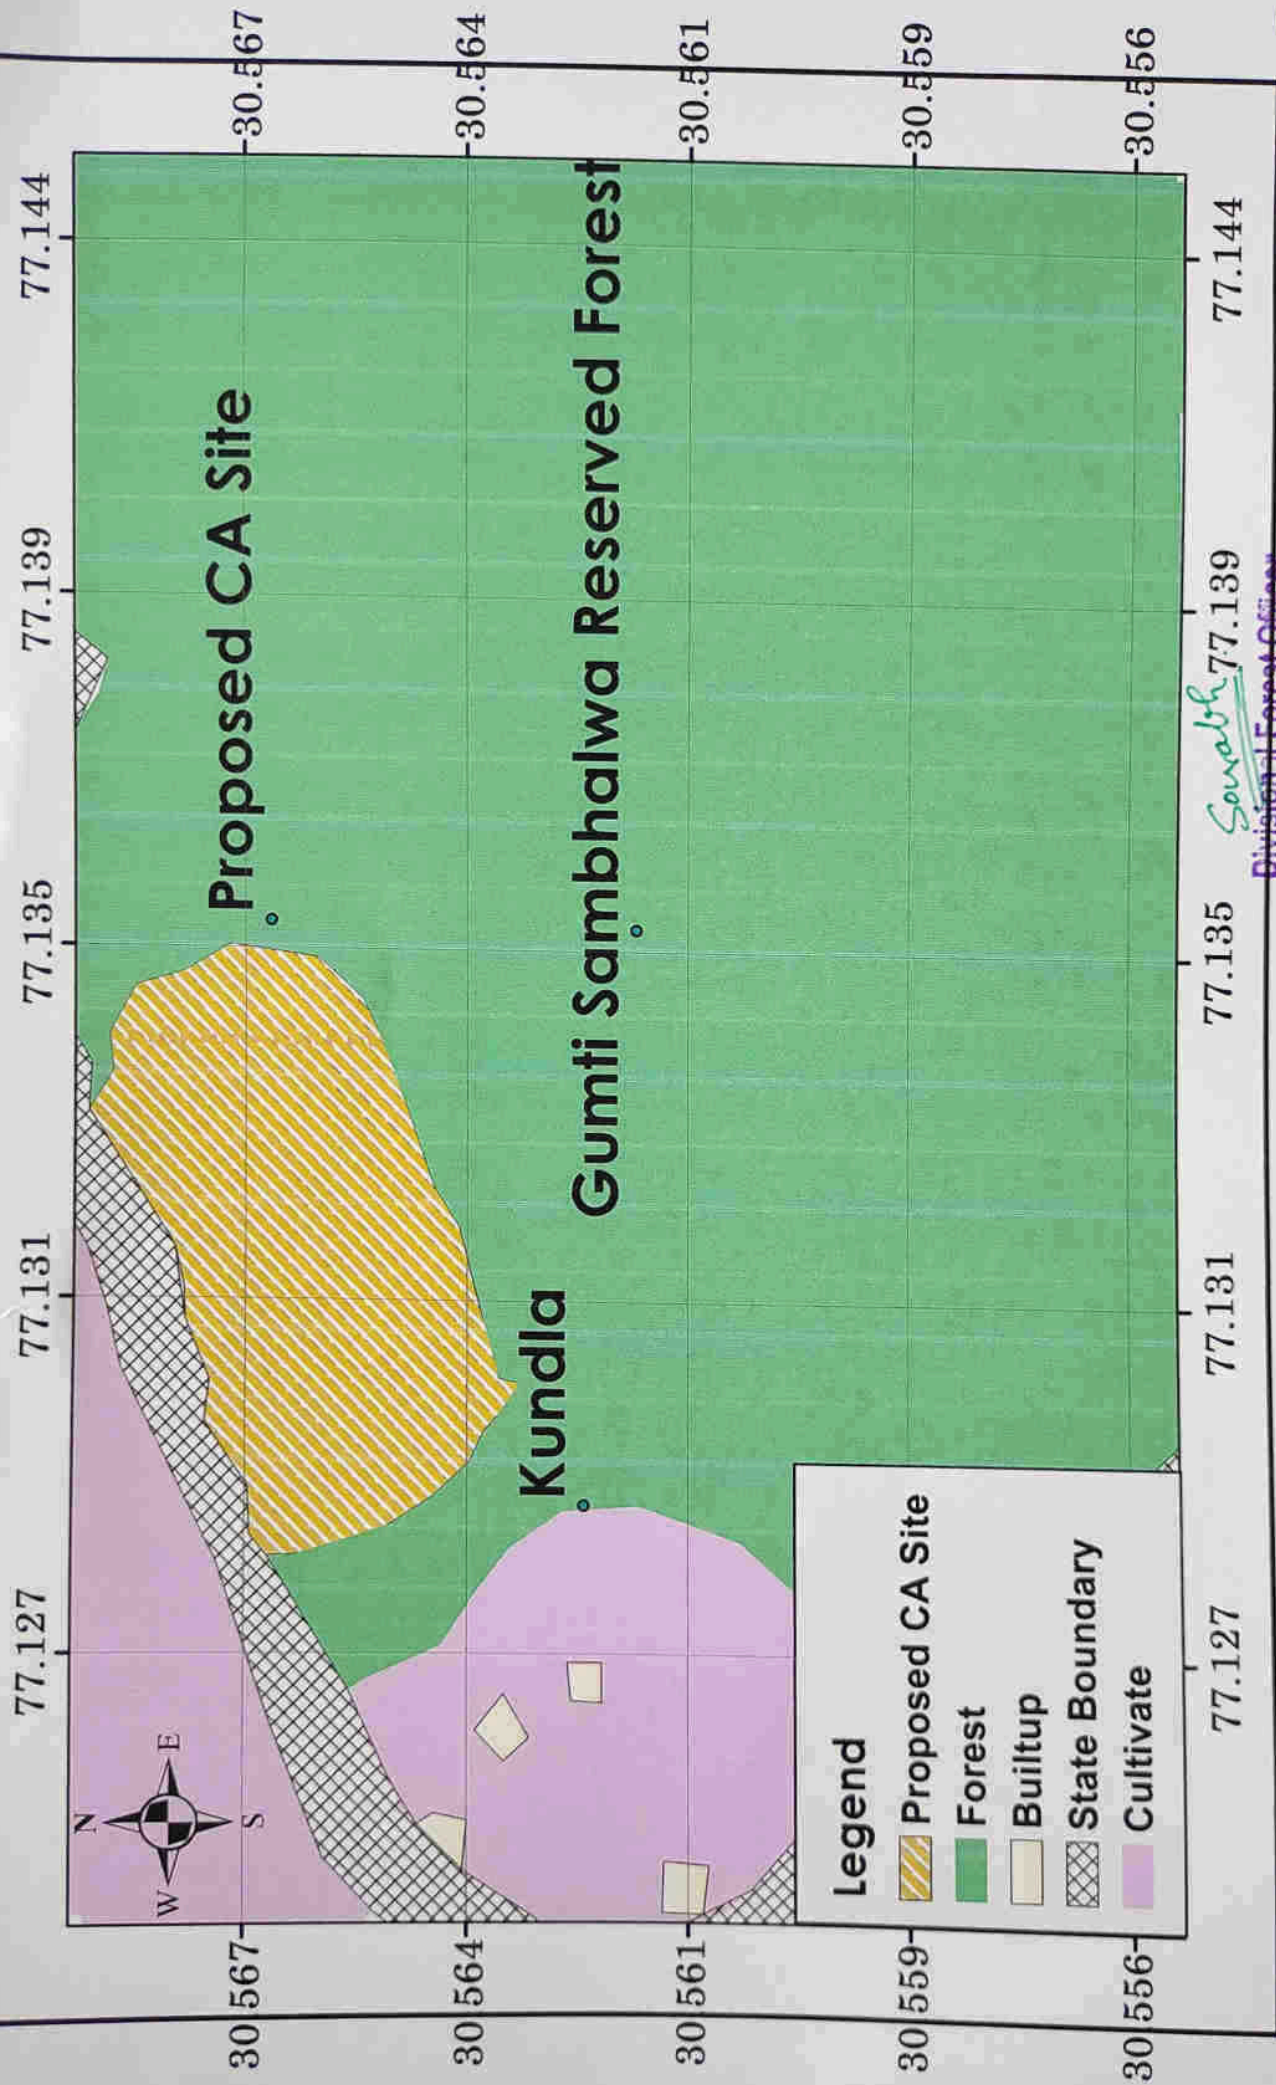 77.127 77.131 77.135 77.139 77.144
N
W E
S
30.567 30.567
Proposed CA Site
30.564 30.564
Kundla
Gumti Sambhalwa Reserved Forest
30.561 30.561
Legend
Proposed CA Site
30.559 30.559
Forest
Builtup
State Boundary
Cultivate
30.556 30.556
77.127 77.131 77.135 77.139 77.144
Divisional Forest Officer